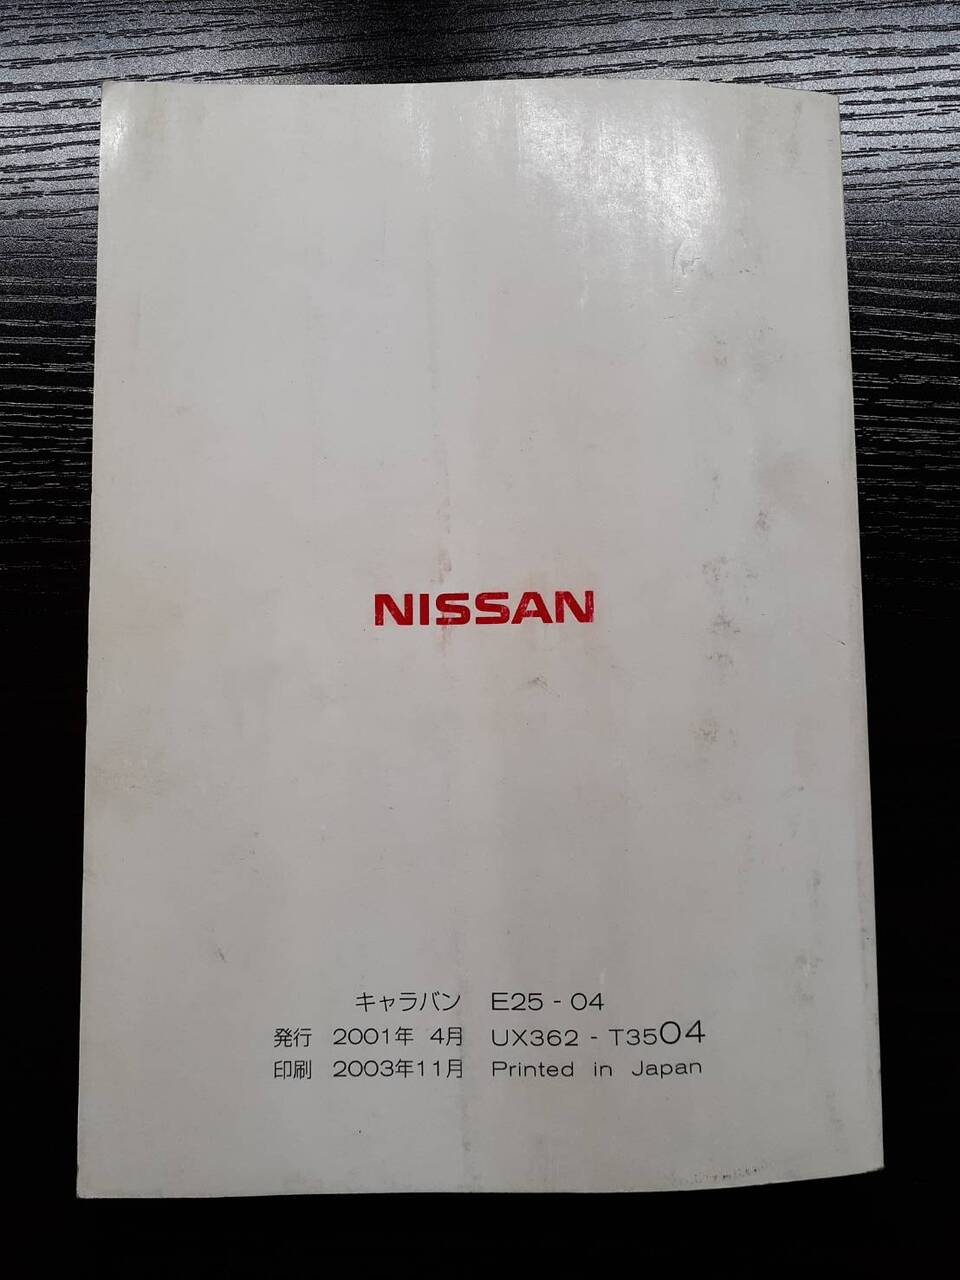 NISSAN
キャラバン E25 - 04
発行 2001年 4月 UX362 - T3504
印刷 2003年11月 Printed in Japan